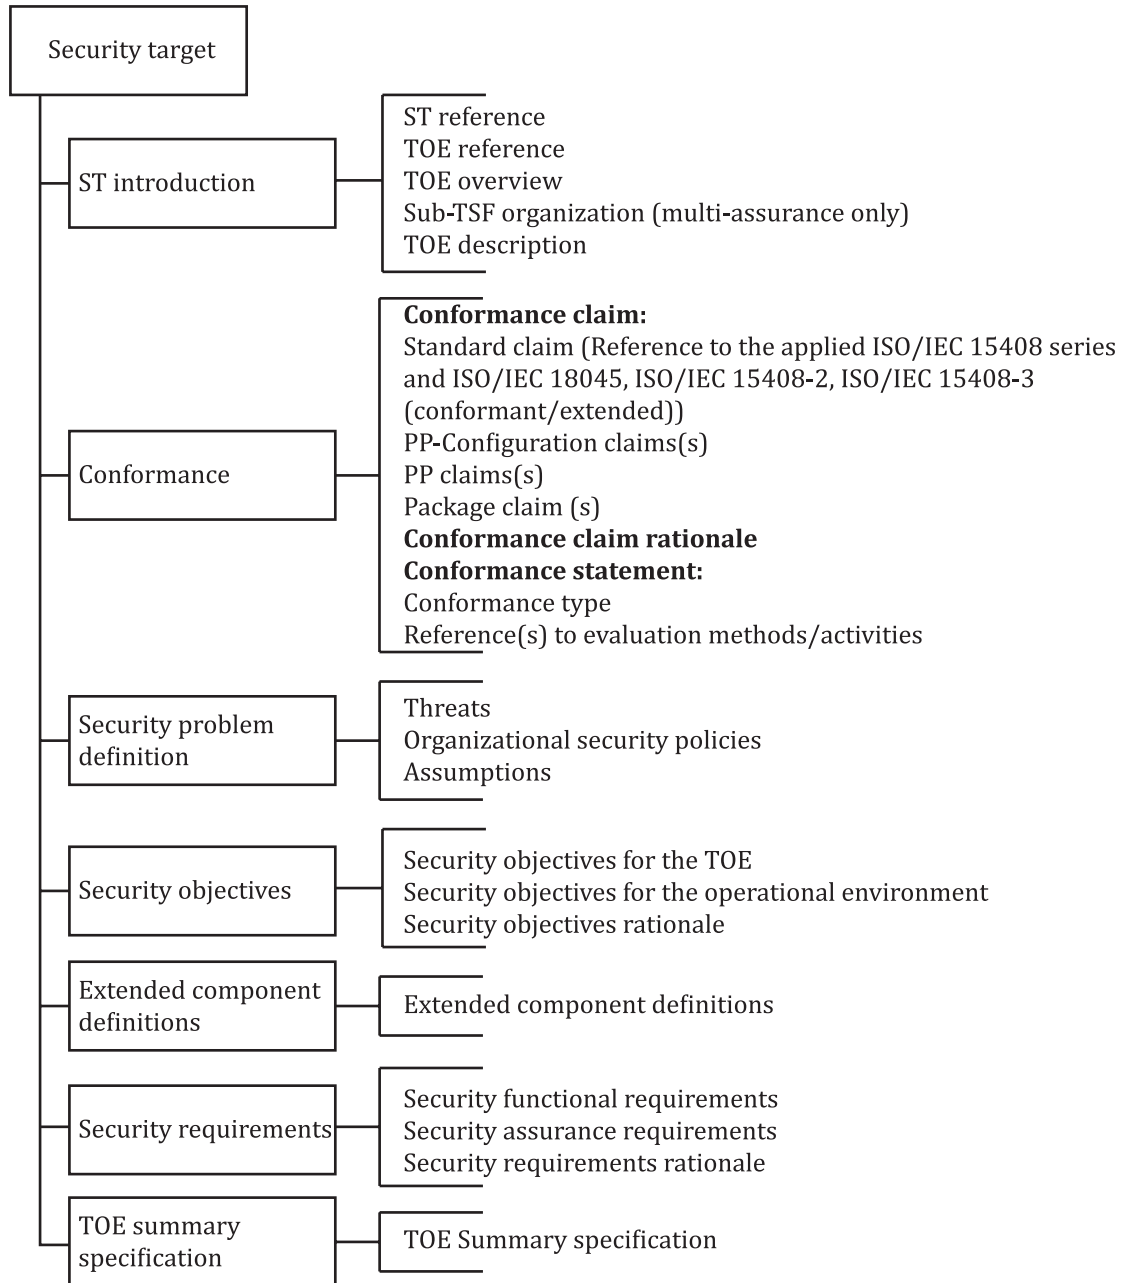 Security target
ST introduction
ST reference
TOE reference
TOE overview
Sub-TSF organization (multi-assurance only)
TOE description
Conformance
Conformance claim:
Standard claim (Reference to the applied ISO/IEC 15408 series
and ISO/IEC 18045, ISO/IEC 15408-2, ISO/IEC 15408-3
(conformant/extended))
PP-Configuration claims(s)
PP claims(s)
Package claim (s)
Conformance claim rationale
Conformance statement:
Conformance type
Reference(s) to evaluation methods/activities
Security problem
definition
Threats
Organizational security policies
Assumptions
Security objectives
Security objectives for the TOE
Security objectives for the operational environment
Security objectives rationale
Extended component
definitions
Extended component definitions
Security requirements
Security functional requirements
Security assurance requirements
Security requirements rationale
TOE summary
specification
TOE Summary specification